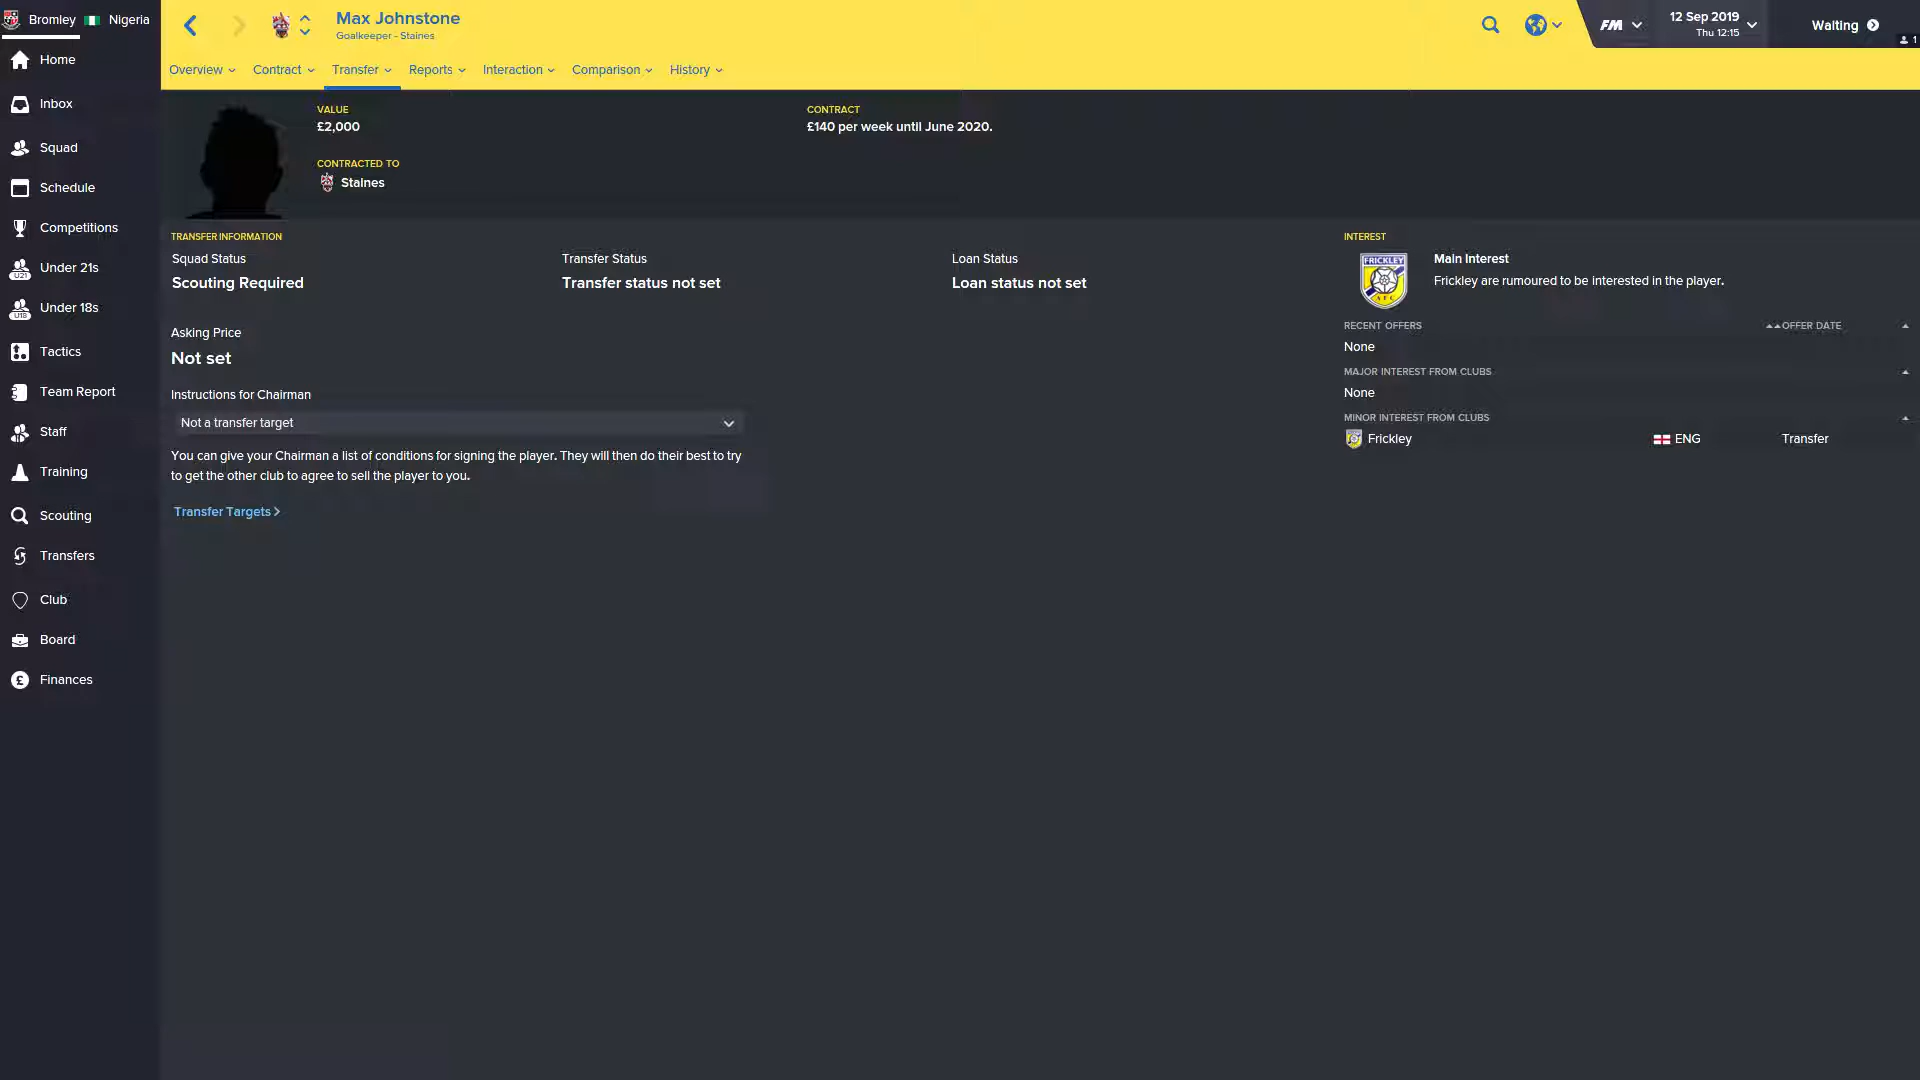 Bromley
Nigeria
Max Johnstone
Goalkeeper - Staines
FM
12 Sep 2019
Thu 12:15
Waiting
1
Overview
Contract
Transfer
Reports
Interaction
Comparison
History
Home
Inbox
Squad
Schedule
Competitions
U21
Under 21s
U18
Under 18s
Tactics
Team Report
Staff
Training
Scouting
Transfers
Club
Board
Finances
VALUE
£2,000
CONTRACT
£140 per week until June 2020.
CONTRACTED TO
Staines
TRANSFER INFORMATION
Squad Status
Scouting Required
Transfer Status
Transfer status not set
Loan Status
Loan status not set
Asking Price
Not set
Instructions for Chairman
Not a transfer target
You can give your Chairman a list of conditions for signing the player. They will then do their best to try
to get the other club to agree to sell the player to you.
Transfer Targets >
INTEREST
FRICKLEY
AFC
Main Interest
Frickley are rumoured to be interested in the player.
RECENT OFFERS
OFFER DATE
None
MAJOR INTEREST FROM CLUBS
None
MINOR INTEREST FROM CLUBS
Frickley
ENG
Transfer